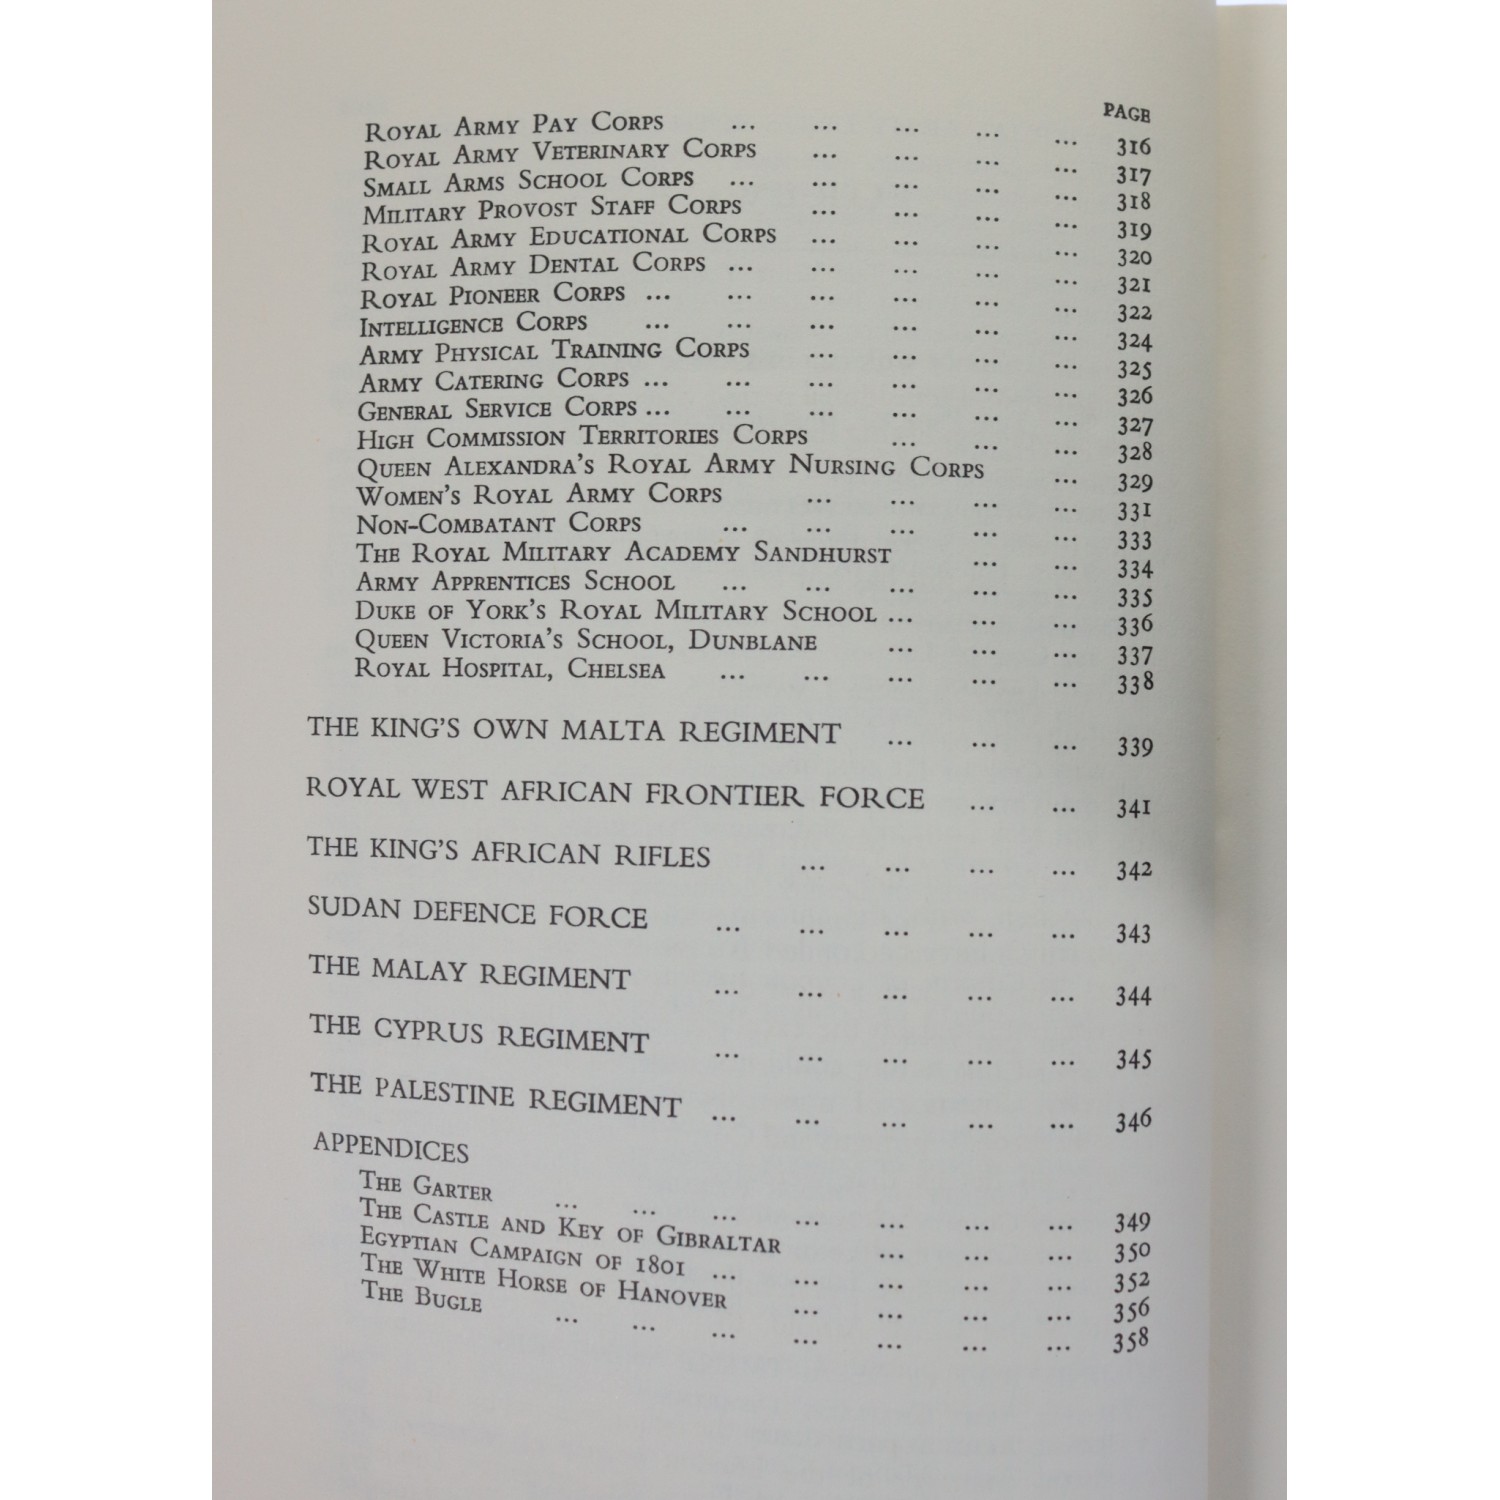 PAGE
Royal Army Pay Corps ... ... ... ... ... 316
Royal Army Veterinary Corps ... ... ... ... 317
Small Arms School Corps ... ... ... ... ... 318
Military Provost Staff Corps ... ... ... ... 319
Royal Army Educational Corps ... ... ... ... 320
Royal Army Dental Corps ... ... ... ... ... 321
Royal Pioneer Corps ... ... ... ... ... ... 322
Intelligence Corps ... ... ... ... ... ... 324
Army Physical Training Corps ... ... ... ... 325
Army Catering Corps ... ... ... ... ... ... 326
General Service Corps ... ... ... ... ... ... 327
High Commission Territories Corps ... ... ... 328
Queen Alexandra's Royal Army Nursing Corps ... 329
Women's Royal Army Corps ... ... ... ... 331
Non-Combatant Corps ... ... ... ... ... 333
The Royal Military Academy Sandhurst ... ... 334
Army Apprentices School ... ... ... ... ... 335
Duke of York's Royal Military School ... ... ... 336
Queen Victoria's School, Dunblane ... ... ... 337
Royal Hospital, Chelsea ... ... ... ... ... 338
THE KING'S OWN MALTA REGIMENT ... ... ... 339
ROYAL WEST AFRICAN FRONTIER FORCE ... ... 341
THE KING'S AFRICAN RIFLES ... ... ... ... 342
SUDAN DEFENCE FORCE ... ... ... ... ... 343
THE MALAY REGIMENT ... ... ... ... ... 344
THE CYPRUS REGIMENT ... ... ... ... ... 345
THE PALESTINE REGIMENT ... ... ... ... ... 346
APPENDICES
The Garter ... ... ... ... ... ... ... 349
The Castle and Key of Gibraltar ... ... ... 350
Egyptian Campaign of 1801 ... ... ... ... ... 352
The White Horse of Hanover ... ... ... ... 356
The Bugle ... ... ... ... ... ... ... 358